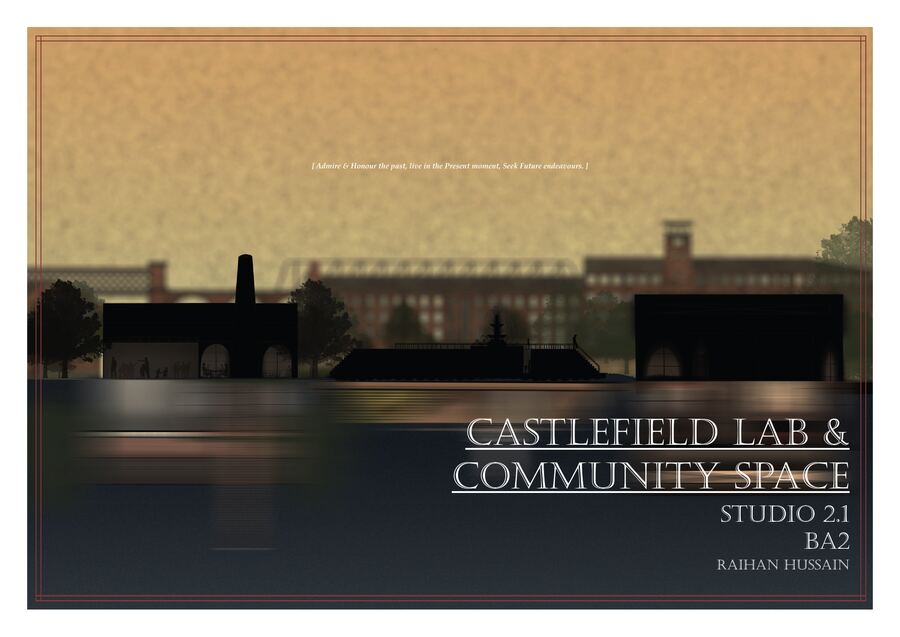 [ Admire & Honour the past, live in the Present moment, Seek Future endeavours. ]
CASTLEFIELD LAB &
COMMUNITY SPACE
STUDIO 2.1
BA2
RAIHAN HUSSAIN